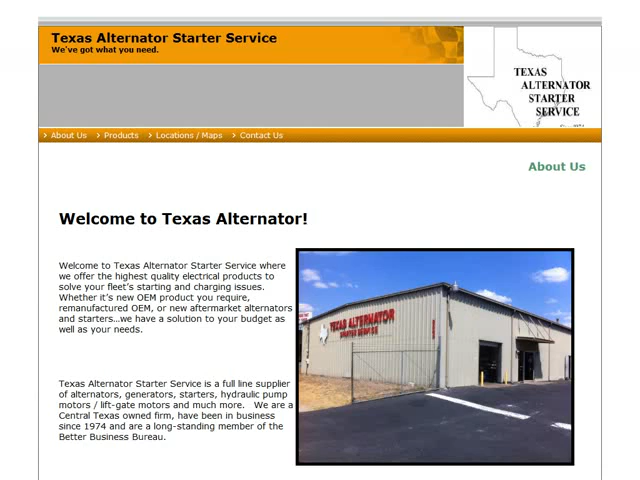 Texas Alternator Starter Service
We've got what you need.
TEXAS
ALTERNATOR
STARTER
SERVICE
About Us
Products
Locations / Maps
Contact Us
About Us
Welcome to Texas Alternator!
Welcome to Texas Alternator Starter Service where
we offer the highest quality electrical products to
solve your fleet's starting and charging issues.
Whether it's new OEM product you require,
remanufactured OEM, or new aftermarket alternators
and starters…we have a solution to your budget as
well as your needs.
TEXAS ALTERNATOR
STARTER SERVICE
Texas Alternator Starter Service is a full line supplier
of alternators, generators, starters, hydraulic pump
motors / lift-gate motors and much more. We are a
Central Texas owned firm, have been in business
since 1974 and are a long-standing member of the
Better Business Bureau.